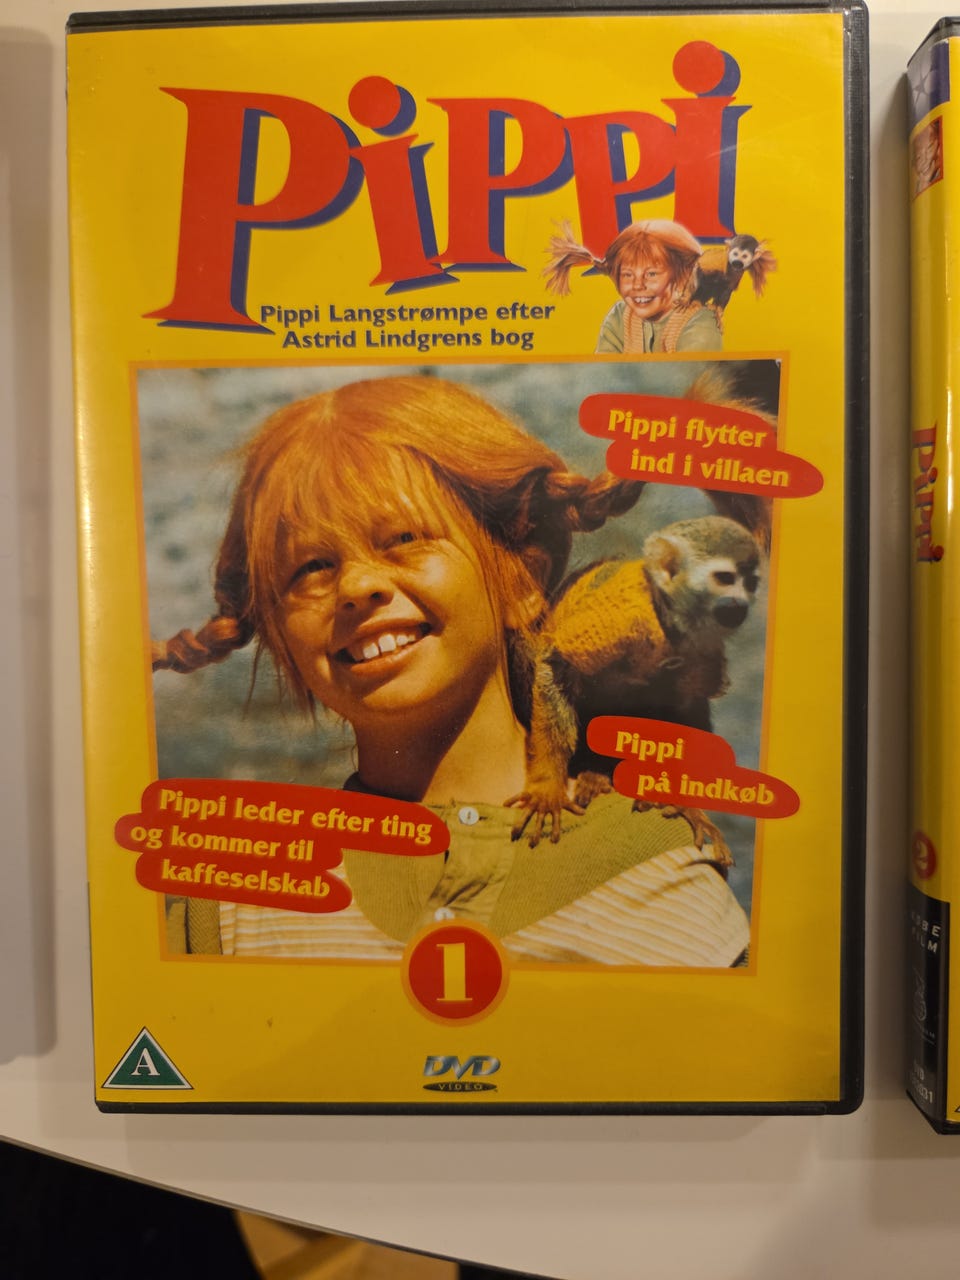 Pippi
Pippi Langstrømpe efter
Astrid Lindgrens bog
Pippi flytter
ind i villaen
Pippi
på indkøb
Pippi leder efter ting
og kommer til
kaffeselskab
1
A
DVD
VIDEO
Pippi
2
FILM